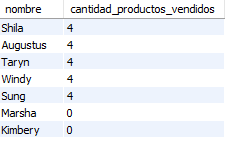 nombre cantidad_productos_vendidos
Shila 4
Augustus 4
Taryn 4
Windy 4
Sung 4
Marsha 0
Kimbery 0